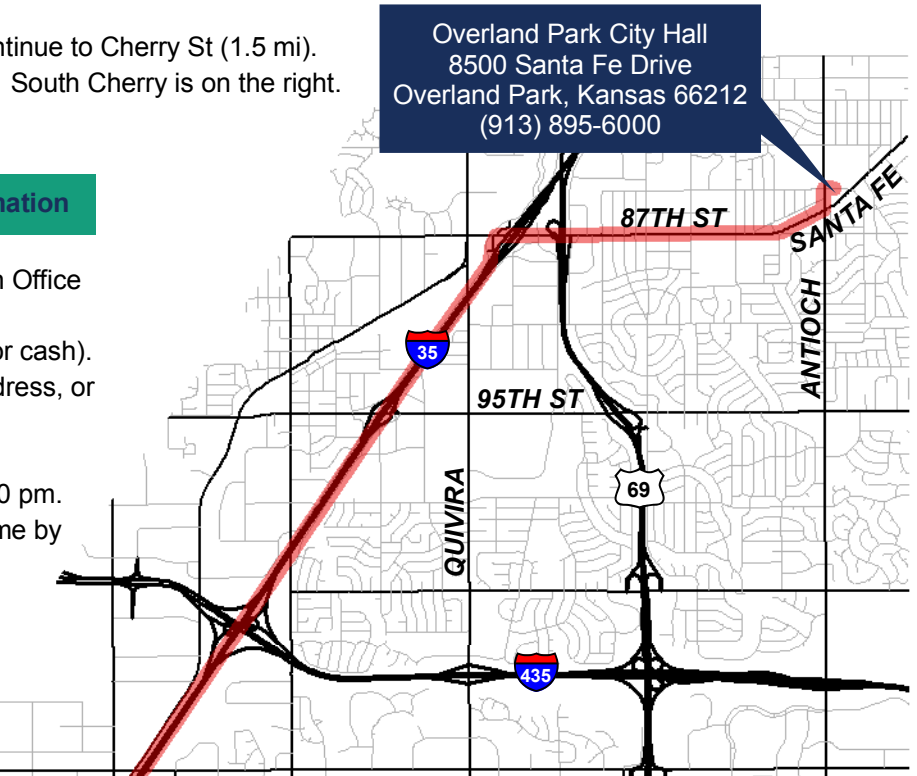 ntinue to Cherry St (1.5 mi).
South Cherry is on the right.
Overland Park City Hall
8500 Santa Fe Drive
Overland Park, Kansas 66212
(913) 895-6000
nation
n Office
or cash).
dress, or
0 pm.
me by
87TH ST
SANTA FE
ANTIOCH
35
95TH ST
QUIVIRA
69
435